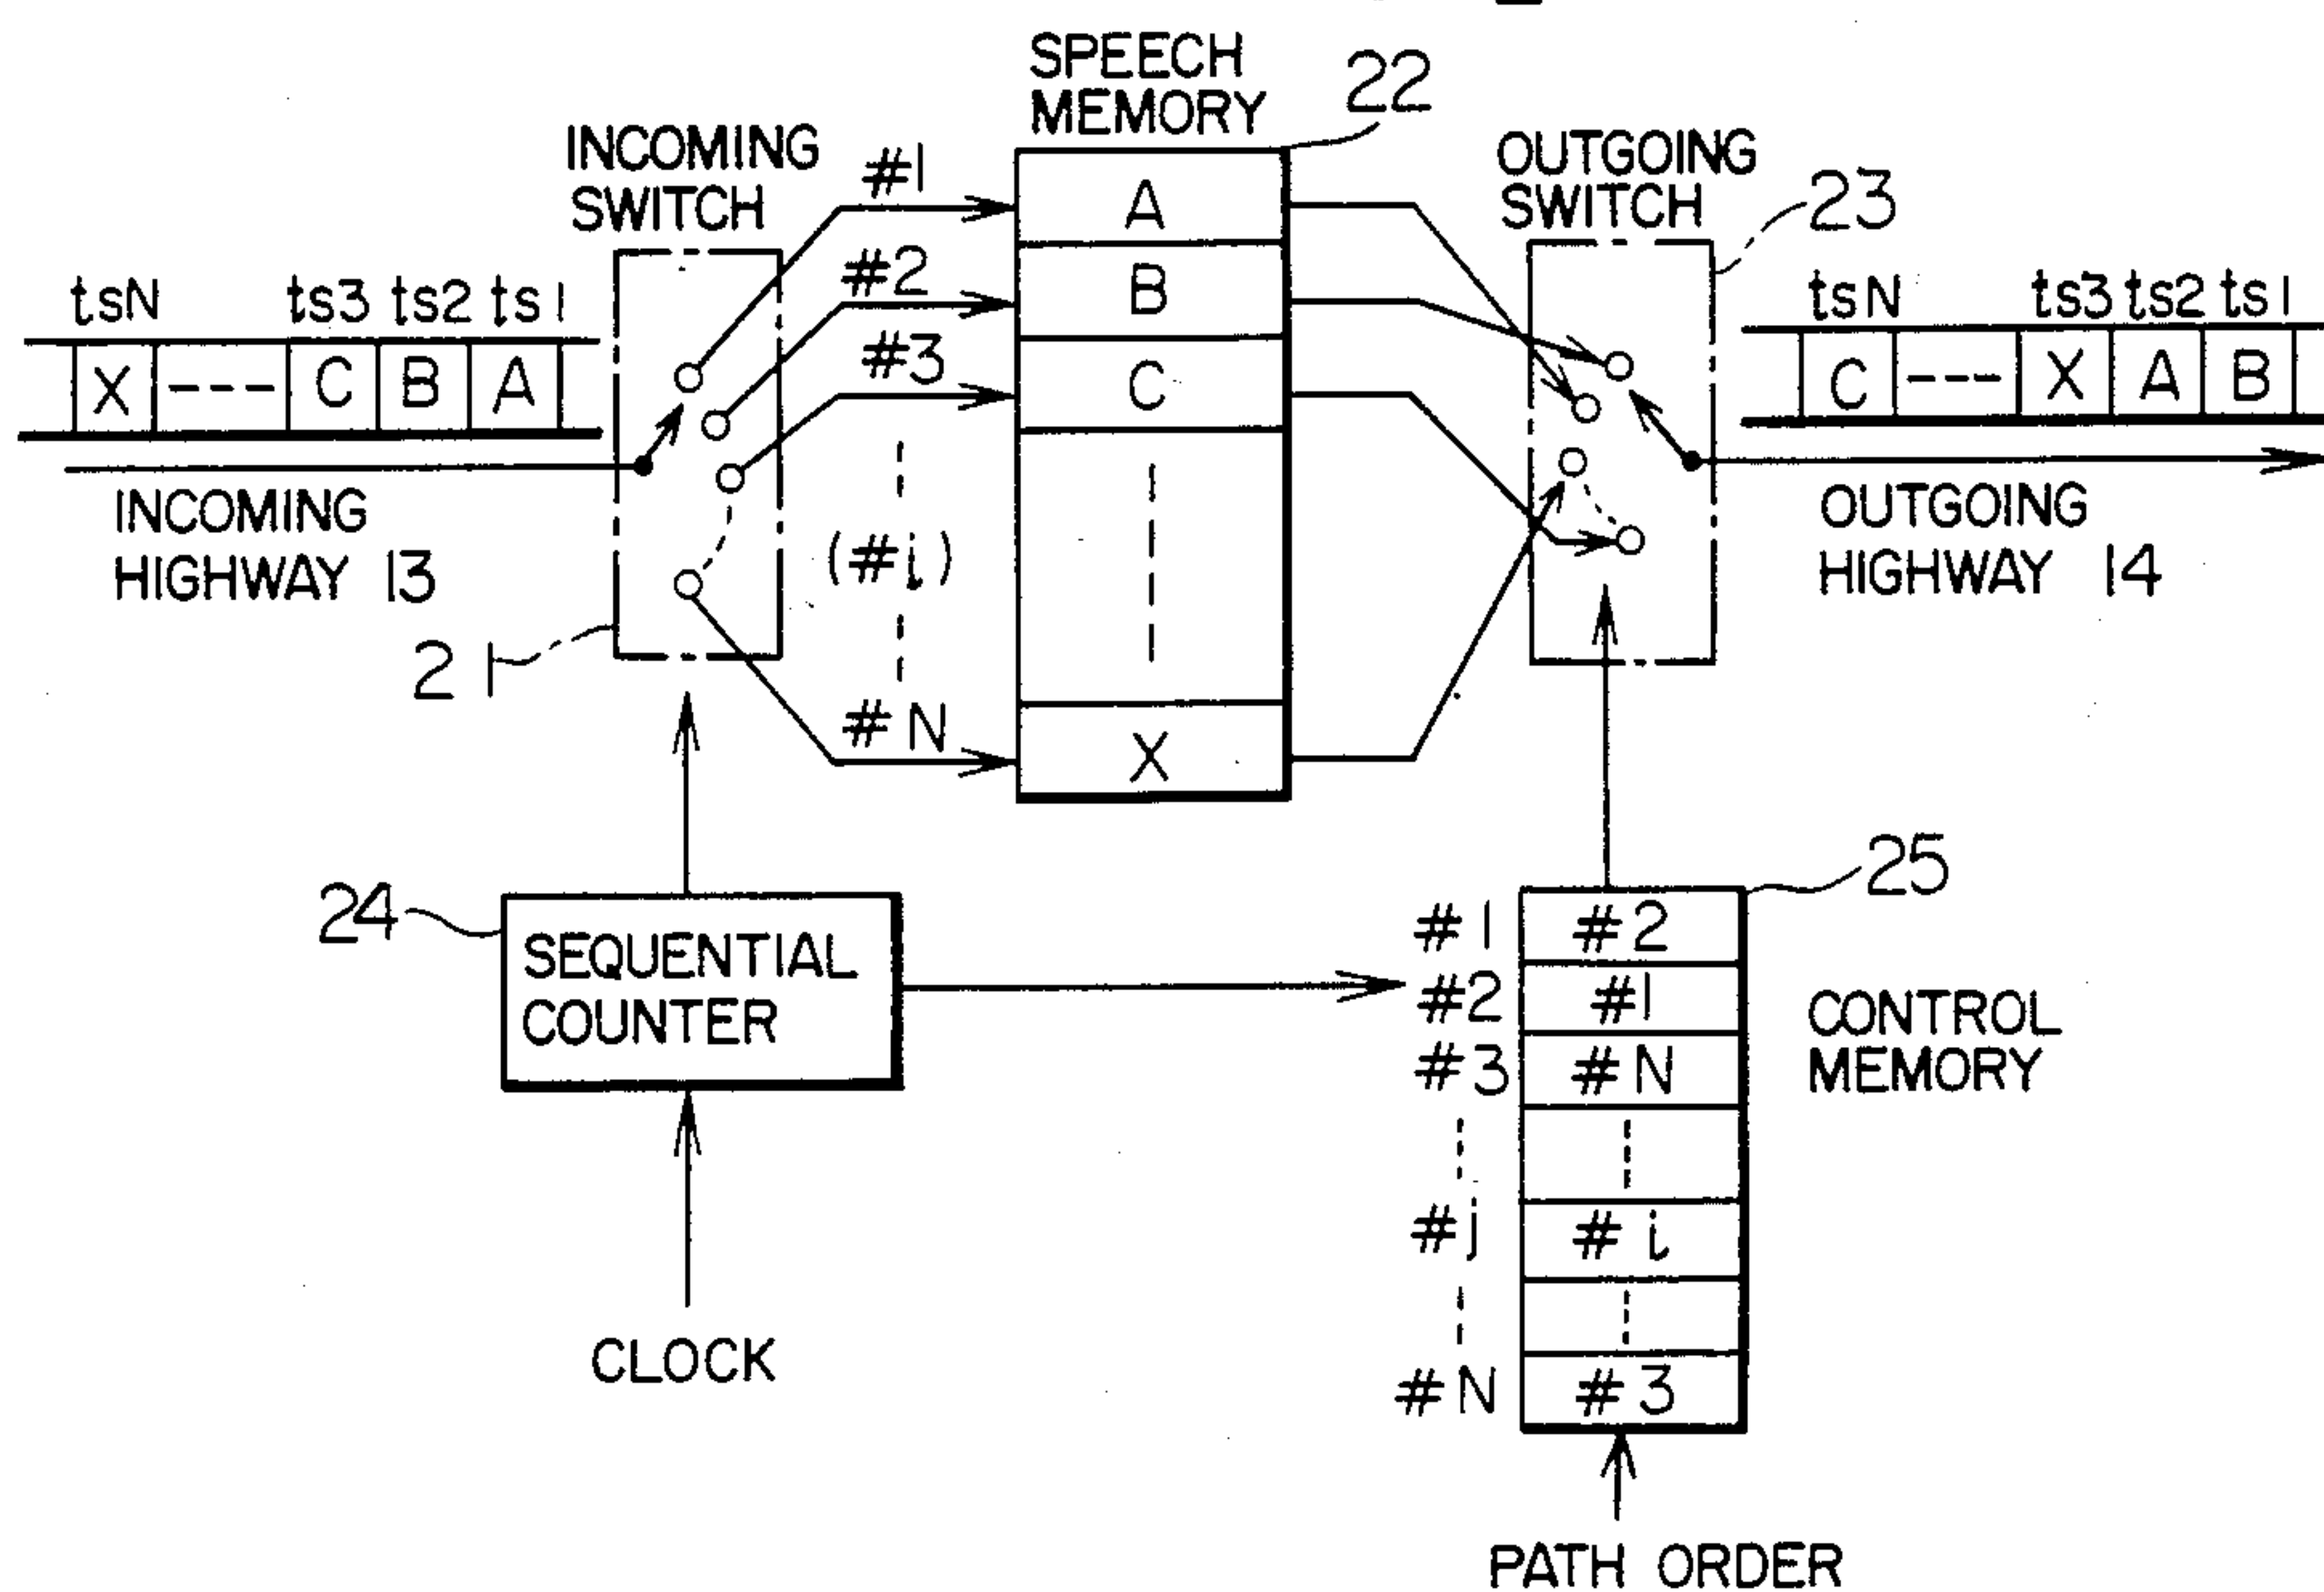 SPEECH
MEMORY
22
INCOMING
SWITCH
#1
OUTGOING
SWITCH
23
A
#2
B
tsN ts3 ts2 ts1
X --- C B A
#3
C
tsN ts3 ts2 ts1
C --- X A B
INCOMING
HIGHWAY 13
(#i)
OUTGOING
HIGHWAY 14
21
#N
X
24
SEQUENTIAL
COUNTER
25
#1 #2
#2 #1
#3 #N
#j #i
#N #3
CONTROL
MEMORY
CLOCK
PATH ORDER